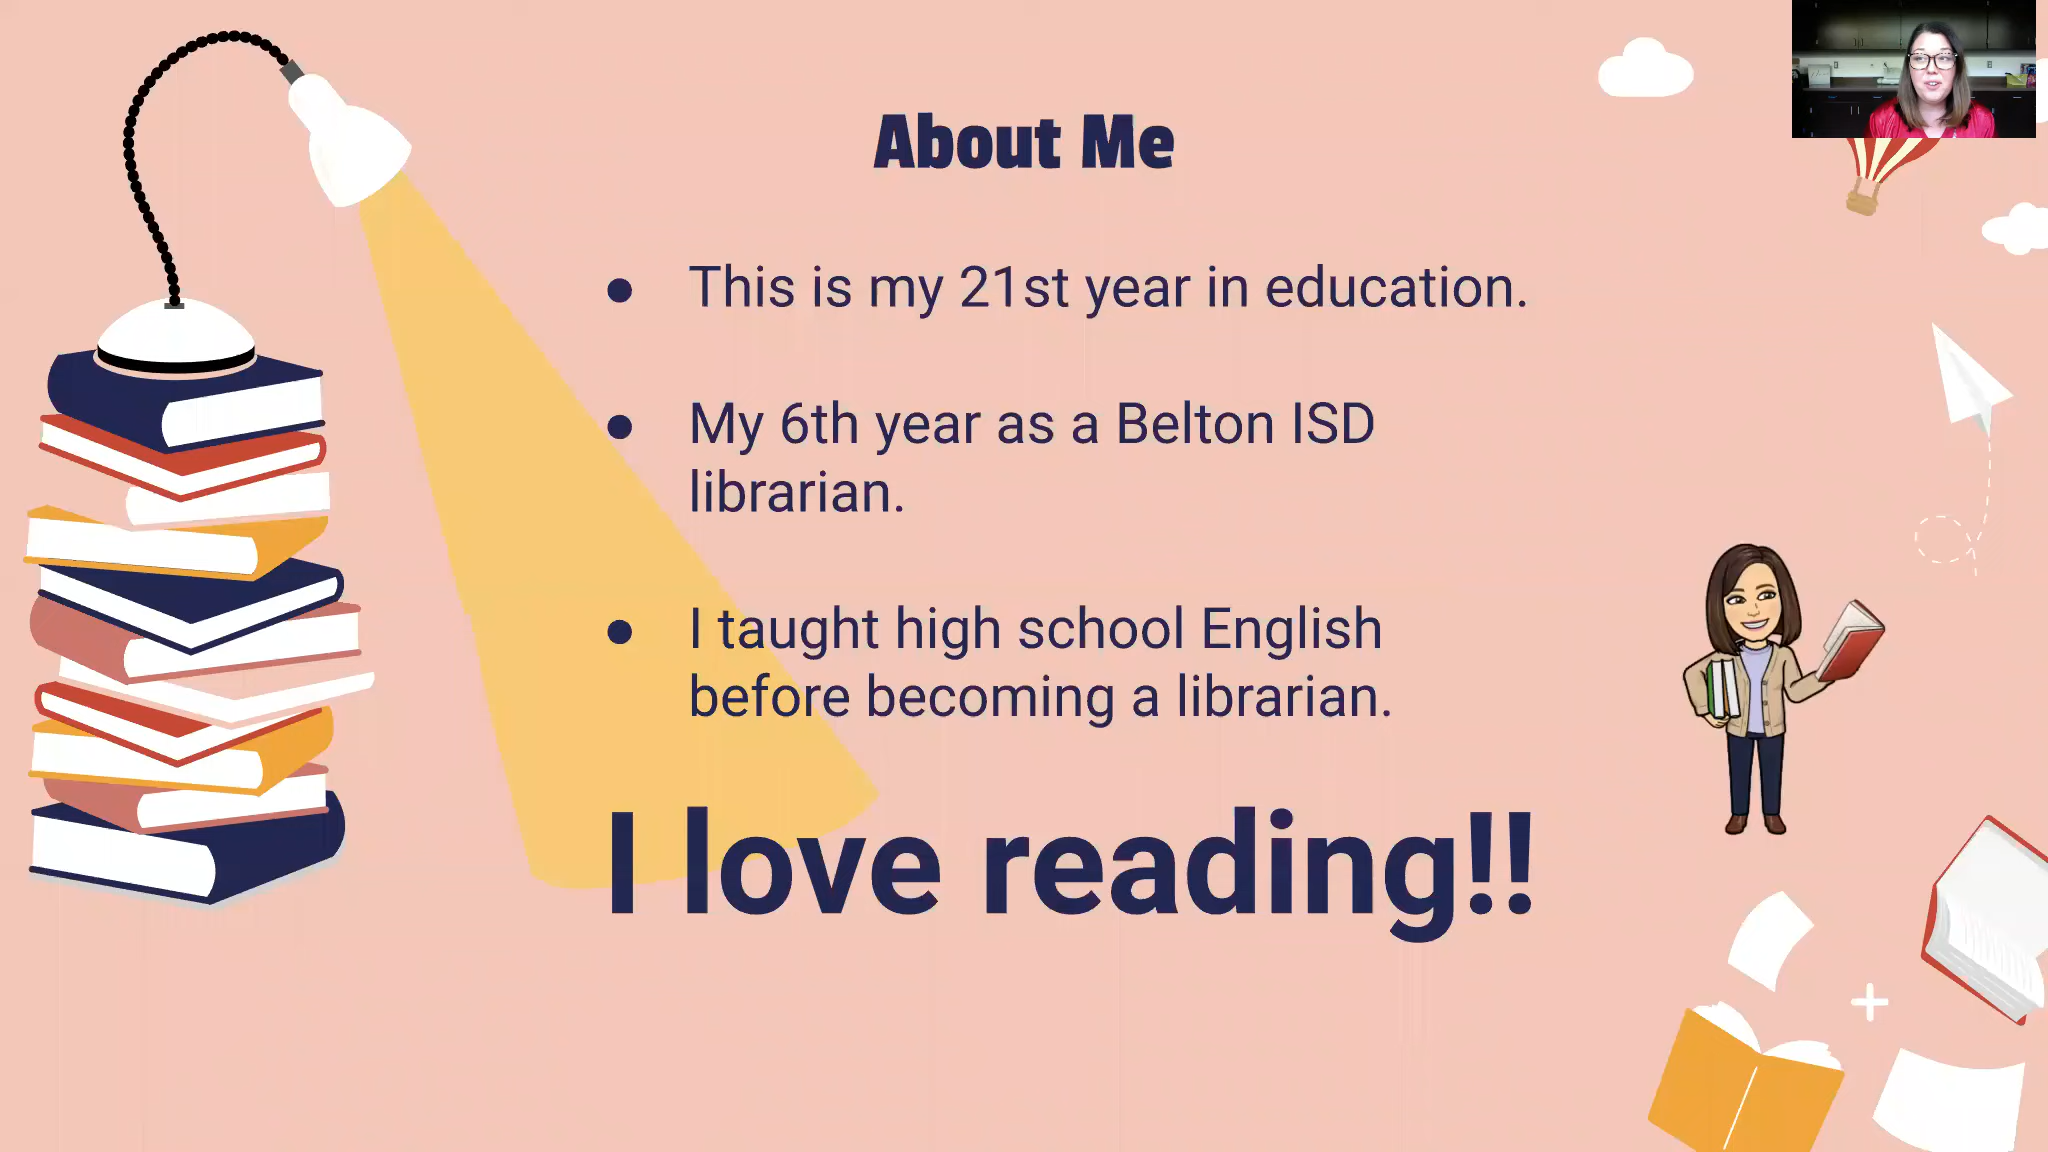 About Me
● This is my 21st year in education.
● My 6th year as a Belton ISD
librarian.
● I taught high school English
before becoming a librarian.
I love reading!!